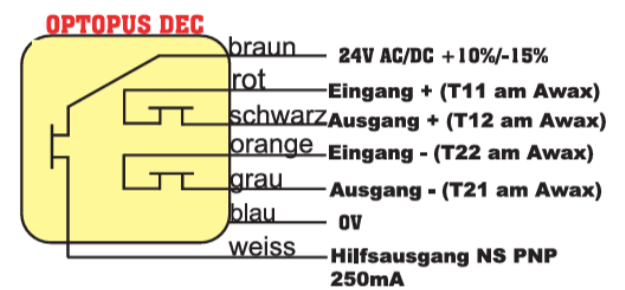 OPTOPUS DEC
braun 24V AC/DC +10%/-15%
rot Eingang + (T11 am Awax)
schwarz Ausgang + (T12 am Awax)
orange Eingang - (T22 am Awax)
grau Ausgang - (T21 am Awax)
blau 0V
weiss Hilfsausgang NS PNP
250mA